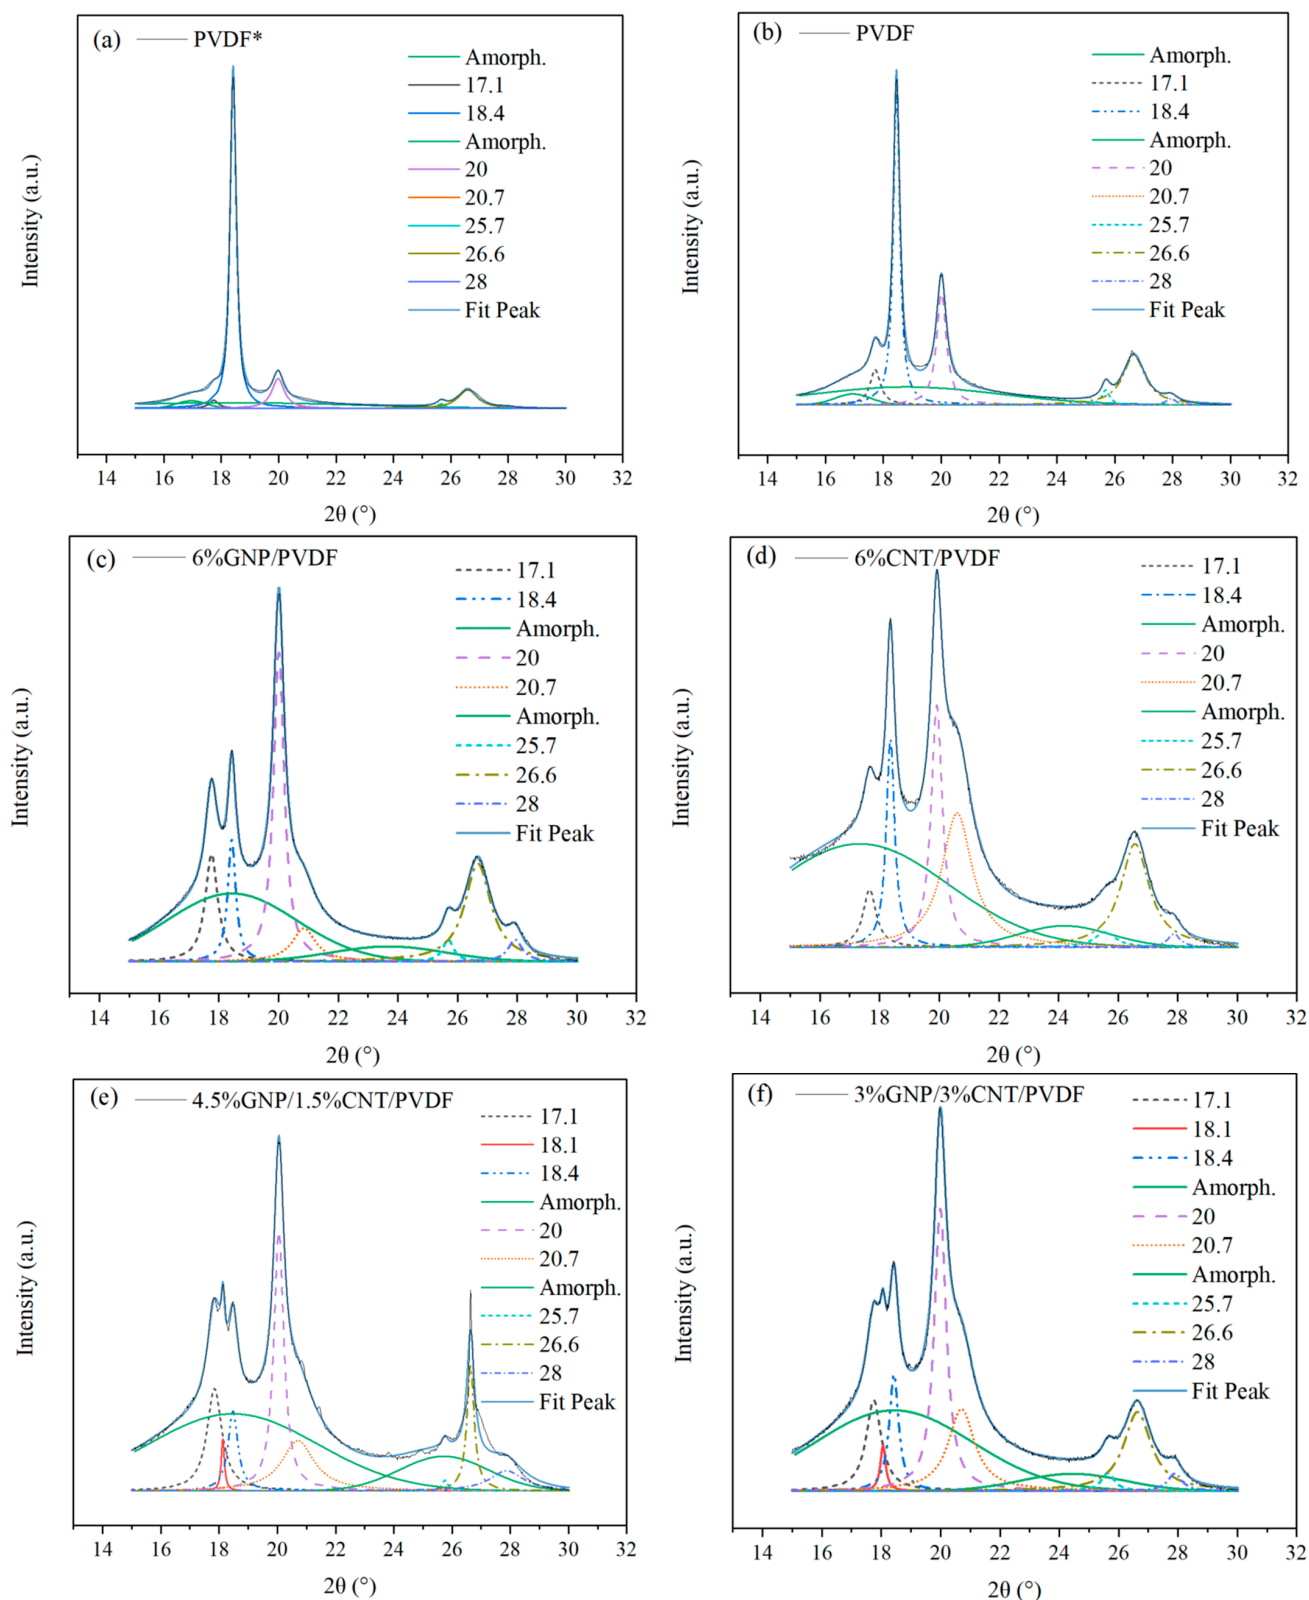 (a)
PVDF*
Amorph.
17.1
18.4
Amorph.
20
20.7
25.7
26.6
28
Fit Peak
Intensity (a.u.)
14 16 18 20 22 24 26 28 30 32
2θ (°)
(b)
PVDF
Amorph.
17.1
18.4
Amorph.
20
20.7
25.7
26.6
28
Fit Peak
Intensity (a.u.)
14 16 18 20 22 24 26 28 30 32
2θ (°)
(c)
6%GNP/PVDF
17.1
18.4
Amorph.
20
20.7
Amorph.
25.7
26.6
28
Fit Peak
Intensity (a.u.)
14 16 18 20 22 24 26 28 30 32
2θ (°)
(d)
6%CNT/PVDF
17.1
18.4
Amorph.
20
20.7
Amorph.
25.7
26.6
28
Fit Peak
Intensity (a.u.)
14 16 18 20 22 24 26 28 30 32
2θ (°)
(e)
4.5%GNP/1.5%CNT/PVDF
17.1
18.1
18.4
Amorph.
20
20.7
Amorph.
25.7
26.6
28
Fit Peak
Intensity (a.u.)
14 16 18 20 22 24 26 28 30 32
2θ (°)
(f)
3%GNP/3%CNT/PVDF
17.1
18.1
18.4
Amorph.
20
20.7
Amorph.
25.7
26.6
28
Fit Peak
Intensity (a.u.)
14 16 18 20 22 24 26 28 30 32
2θ (°)